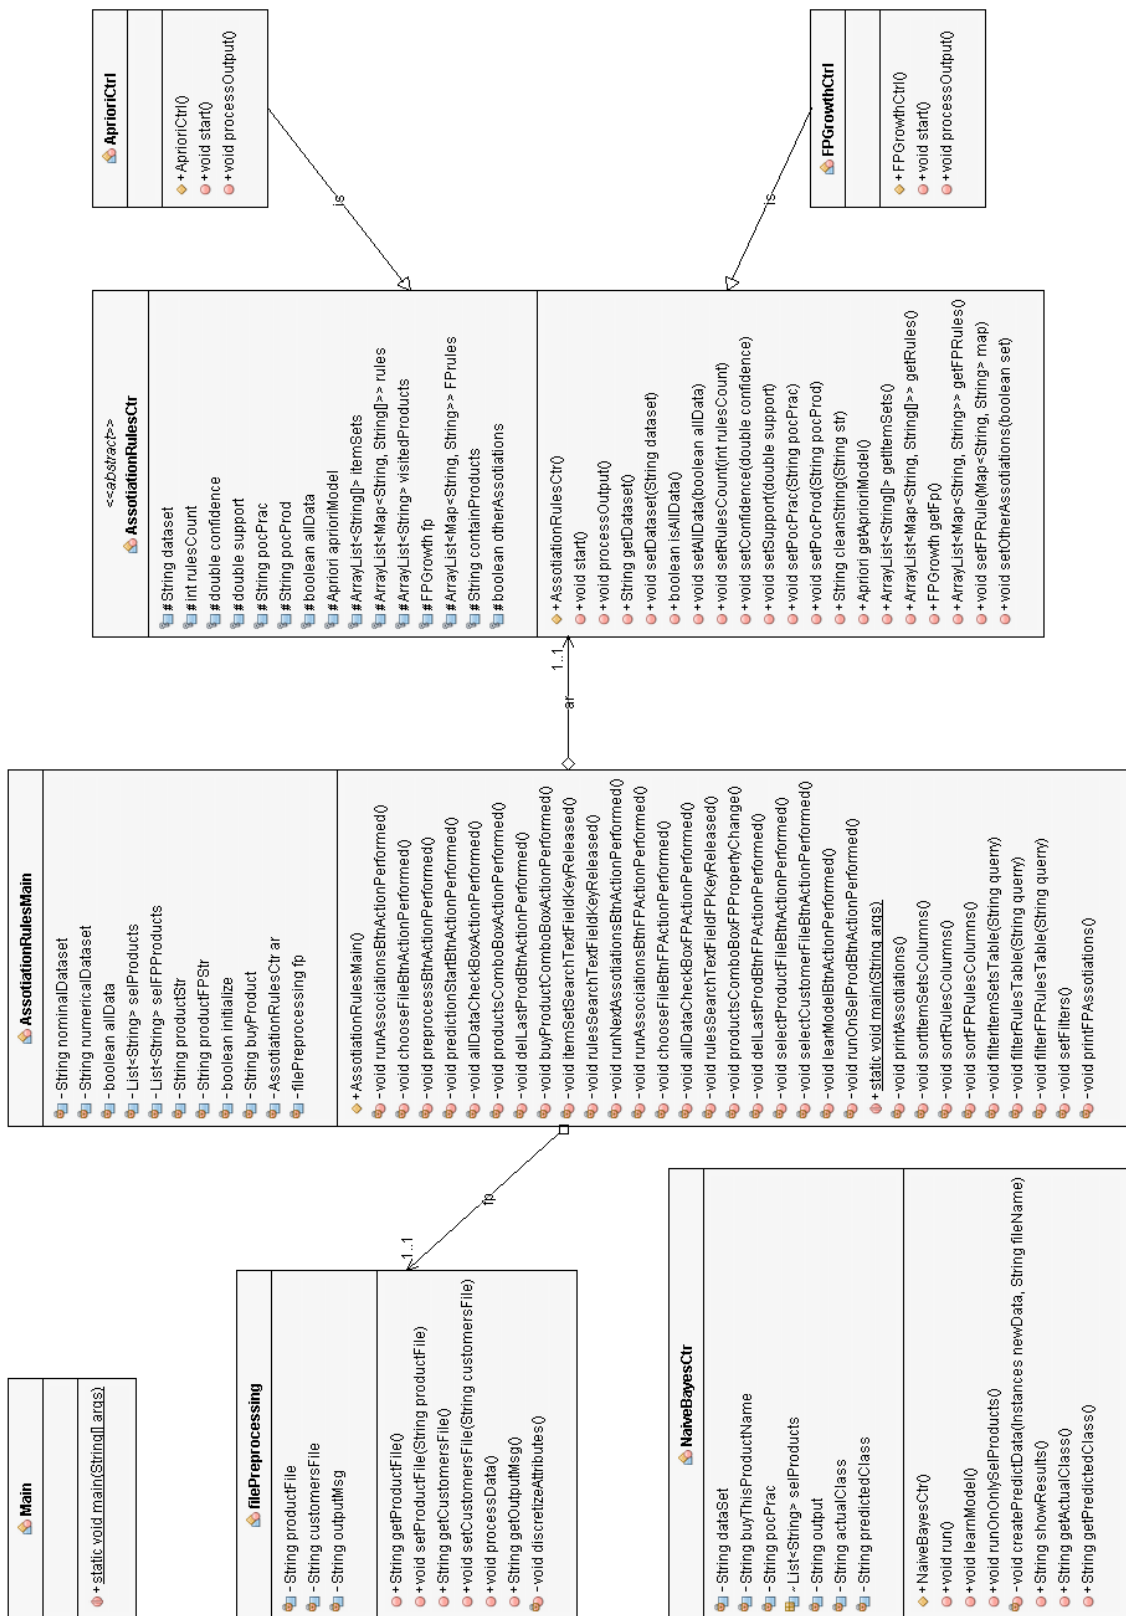 Main
+ static void main(String[] args)
filePreprocessing
- String productFile
- String customersFile
- String outputMsg
+ String getProductFile()
+ void setProductFile(String productFile)
+ String getCustomersFile()
+ void setCustomersFile(String customersFile)
+ void processData()
+ String getOutputMsg()
- void discretizeAttributes()
NaiveBayesCtr
- String dataSet
- String buyThisProductName
- String pocPrac
~ List<String> selProducts
- String output
- String actualClass
- String predictedClass
+ NaiveBayesCtr()
+ void run()
+ void learnModel()
+ void runOnOnlySelProducts()
- void createPredictData(Instances newData, String fileName)
+ String showResults()
+ String getActualClass()
+ String getPredictedClass()
fp
1..1
AssotiationRulesMain
- String nominalDataset
- String numericalDataset
- boolean allData
- List<String> selProducts
- List<String> selFPProducts
- String productStr
- String productFPStr
- boolean initialize
- String buyProduct
- AssotiationRulesCtr ar
- filePreprocessing fp
+ AssotiationRulesMain()
- void runAssociationsBtnActionPerformed()
- void chooseFileBtnActionPerformed()
- void preprocessBtnActionPerformed()
- void predictionStartBtnActionPerformed()
- void allDataCheckBoxActionPerformed()
- void productsComboBoxActionPerformed()
- void delLastProdBtnActionPerformed()
- void buyProductComboBoxActionPerformed()
- void itemSetSearchTextFieldKeyReleased()
- void rulesSearchTextFieldKeyReleased()
- void runNextAssotiationsBtnActionPerformed()
- void runAssociationsBtnFPActionPerformed()
- void chooseFileBtnFPActionPerformed()
- void allDataCheckBoxFPActionPerformed()
- void rulesSearchTextFieldFPKeyReleased()
- void productsComboBoxFPPropertyChange()
- void delLastProdBtnFPActionPerformed()
- void selectProductFileBtnActionPerformed()
- void selectCustomerFileBtnActionPerformed()
- void learModelBtnActionPerformed()
- void runOnSelProdBtnActionPerformed()
+ static void main(String args)
- void printAssotiations()
- void sortItemSetsColumns()
- void sortRulesColumns()
- void sortFPRulesColumns()
- void filterItemSetsTable(String querry)
- void filterRulesTable(String querry)
- void filterFPRulesTable(String querry)
- void setFilters()
- void printFPAssotiations()
ar
1..1
<<abstract>>
AssotiationRulesCtr
# String dataset
# int rulesCount
# double confidence
# double support
# String pocPrac
# String pocProd
# boolean allData
# Apriori aprioriModel
# ArrayList<String[]> itemSets
# ArrayList<Map<String, String[]>> rules
# ArrayList<String> visitedProducts
# FPGrowth fp
# ArrayList<Map<String, String>> FPrules
# String containProducts
# boolean otherAssotiations
+ AssotiationRulesCtr()
+ void start()
+ void processOutput()
+ String getDataset()
+ void setDataset(String dataset)
+ boolean isAllData()
+ void setAllData(boolean allData)
+ void setRulesCount(int rulesCount)
+ void setConfidence(double confidence)
+ void setSupport(double support)
+ void setPocPrac(String pocPrac)
+ void setPocProd(String pocProd)
+ String cleanString(String str)
+ Apriori getAprioriModel()
+ ArrayList<String[]> getItemSets()
+ ArrayList<Map<String, String[]>> getRules()
+ FPGrowth getFp()
+ ArrayList<Map<String, String>> getFPRules()
+ void setFPRule(Map<String, String> map)
+ void setOtherAssotiations(boolean set)
is
is
AprioriCtrl
+ AprioriCtrl()
+ void start()
+ void processOutput()
FPGrowthCtrl
+ FPGrowthCtrl()
+ void start()
+ void processOutput()